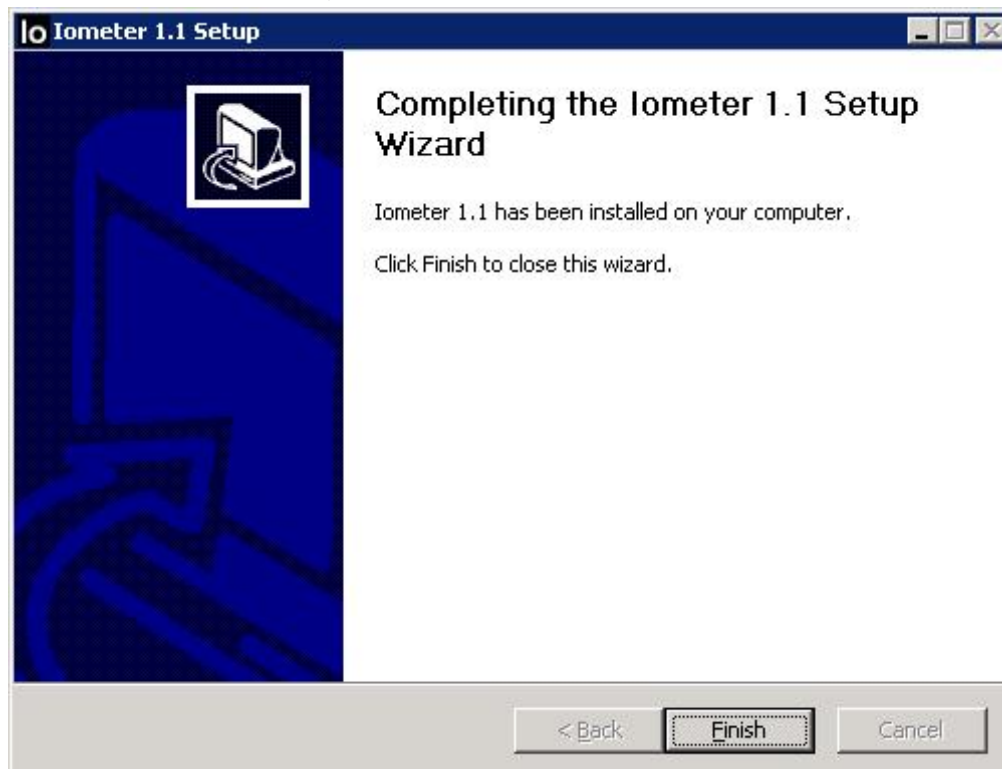 Io Iometer 1.1 Setup
Completing the Iometer 1.1 Setup
Wizard
Iometer 1.1 has been installed on your computer.
Click Finish to close this wizard.
< Back
Finish
Cancel